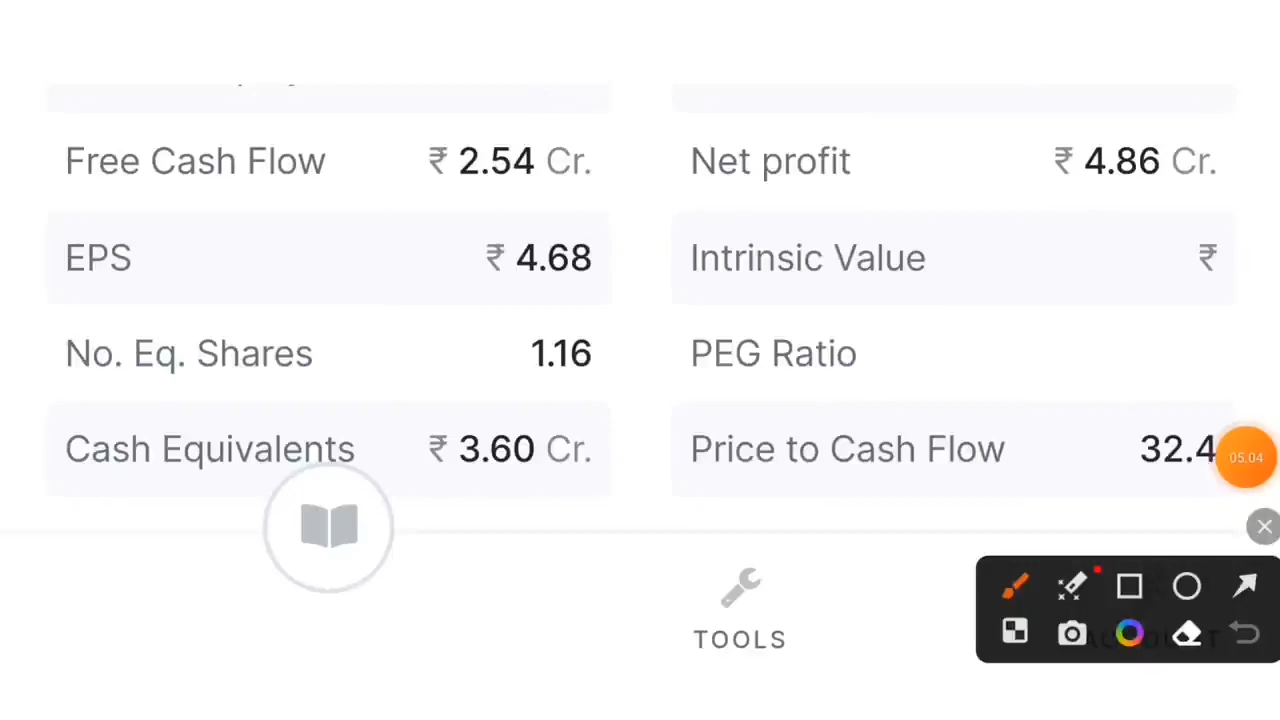 Free Cash Flow ₹ 2.54 Cr.
Net profit ₹ 4.86 Cr.
EPS ₹ 4.68
Intrinsic Value ₹
No. Eq. Shares 1.16
PEG Ratio
Cash Equivalents ₹ 3.60 Cr.
Price to Cash Flow 32.4
05.04
TOOLS